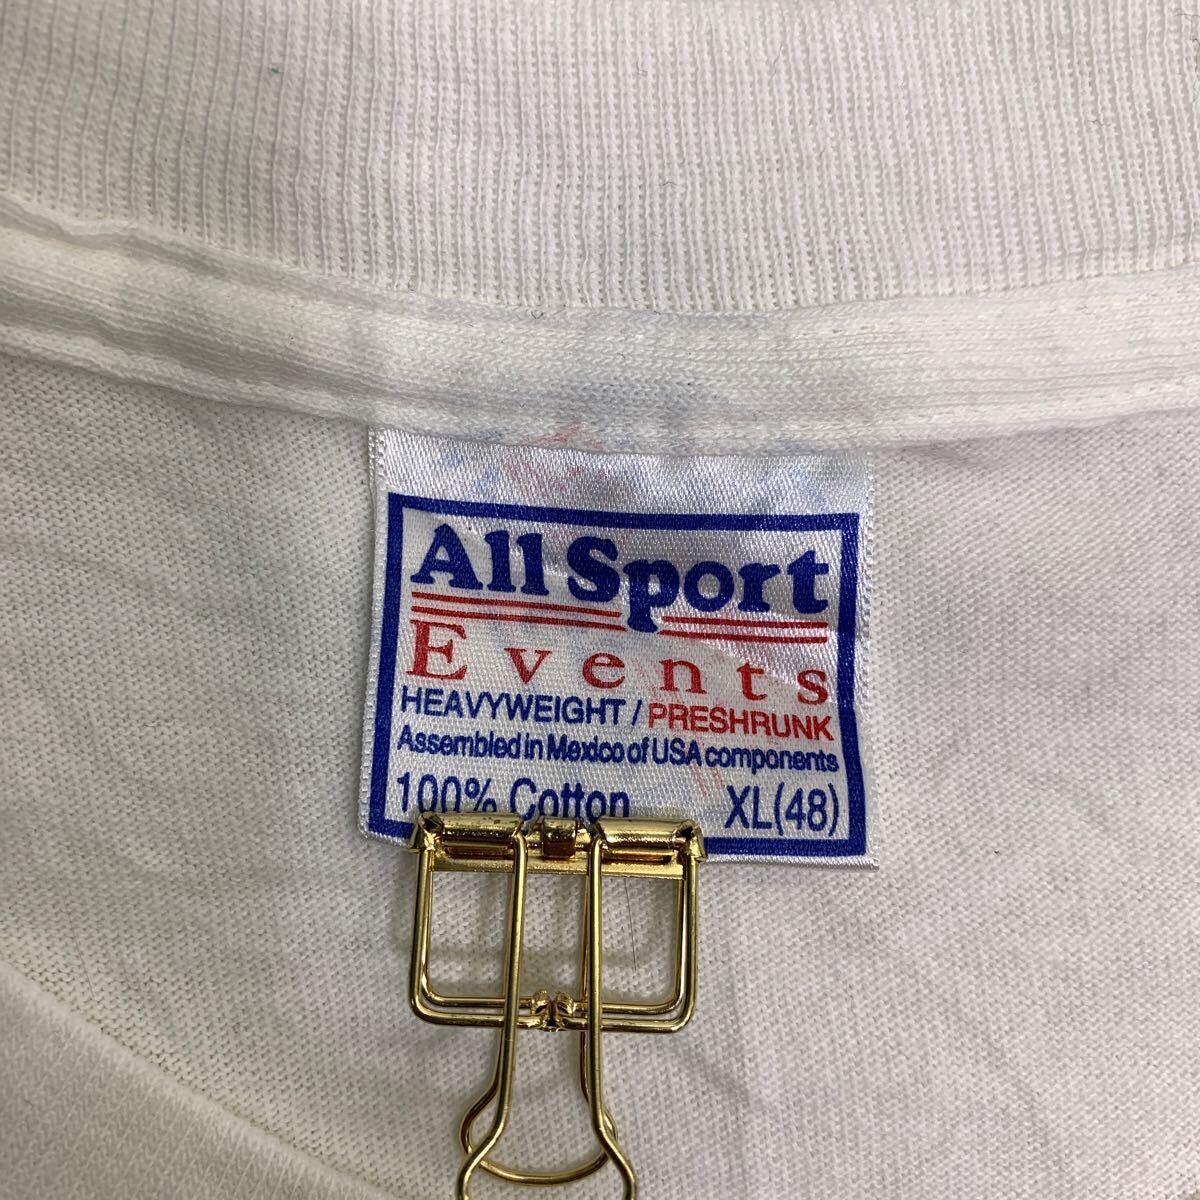 All Sport
Events
HEAVYWEIGHT / PRESHRUNK
Assembled in Mexico of USA components
100% Cotton XL(48)